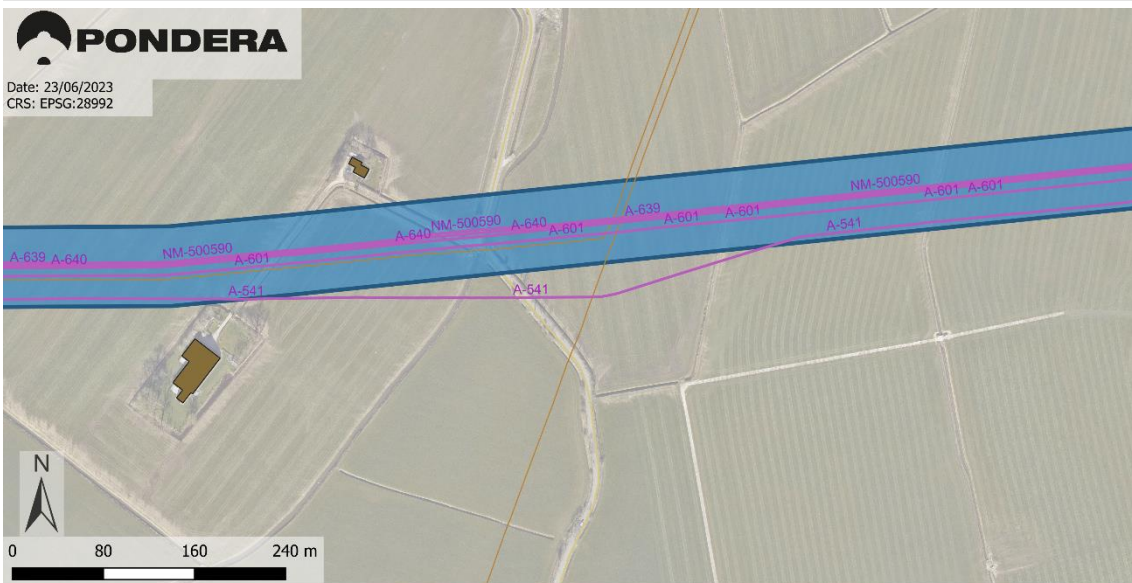 PONDERA
Date: 23/06/2023
CRS: EPSG:28992
NM-500590
A-639
A-640
NM-500590
A-640
A-639
A-601
A-601
A-601
A-601
NM-500590
A-640
A-601
A-541
A-639 A-640
NM-500590
A-601
A-541
A-541
N
0 80 160 240 m